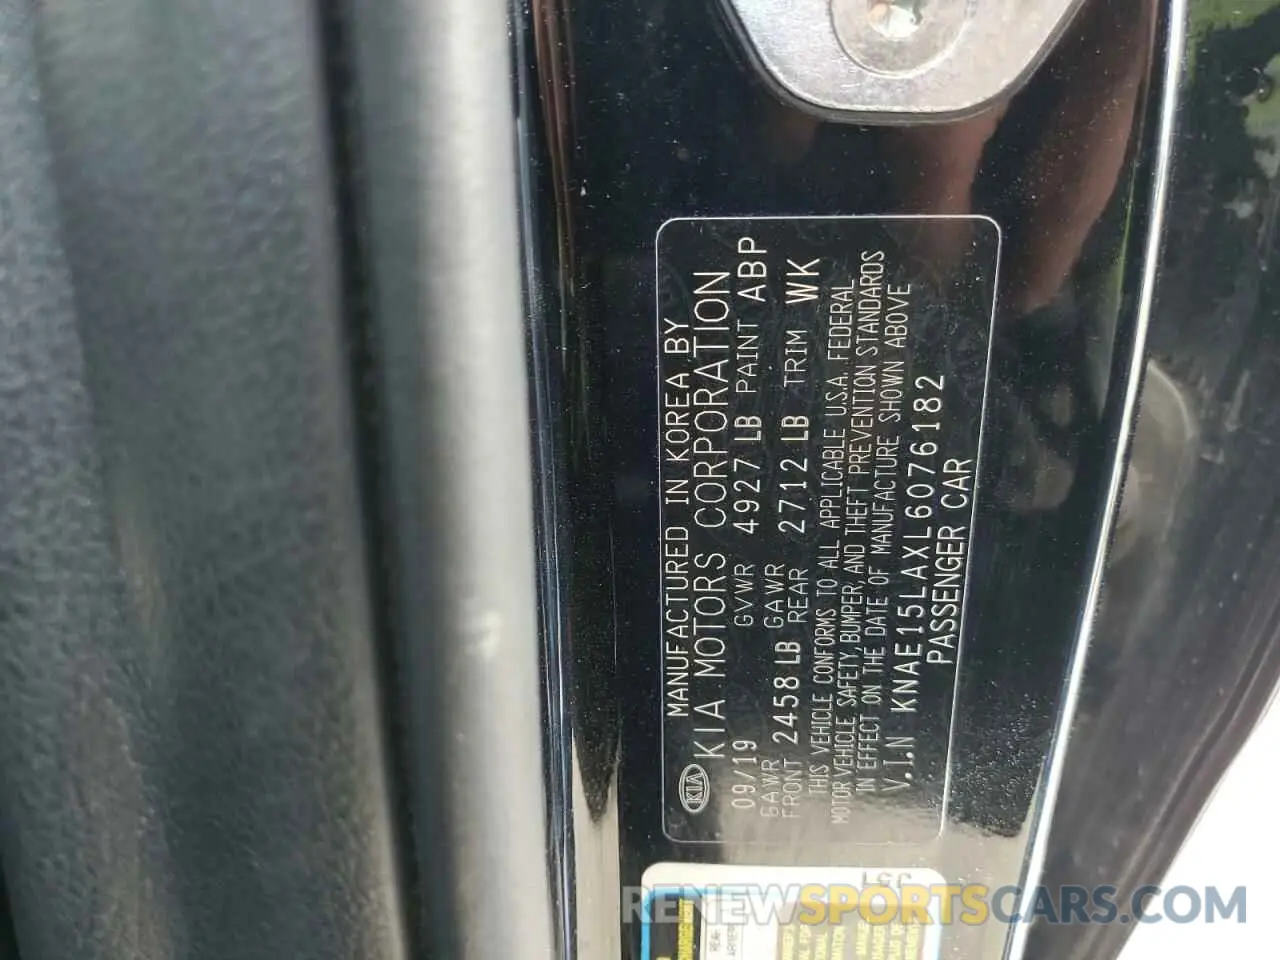 MANUFACTURED IN KOREA BY
KIA KIA MOTORS CORPORATION
09/19 GVWR 4927 LB PAINT ABP
GAWR GAWR
FRONT 2458 LB REAR 2712 LB TRIM WK
THIS VEHICLE CONFORMS TO ALL APPLICABLE U.S.A. FEDERAL
MOTOR VEHICLE SAFETY, BUMPER, AND THEFT PREVENTION STANDARDS
IN EFFECT ON THE DATE OF MANUFACTURE SHOWN ABOVE
V.I.N KNAE15LAXL6076182
PASSENGER CAR
J5T
RENEWSPORTSCARS.COM